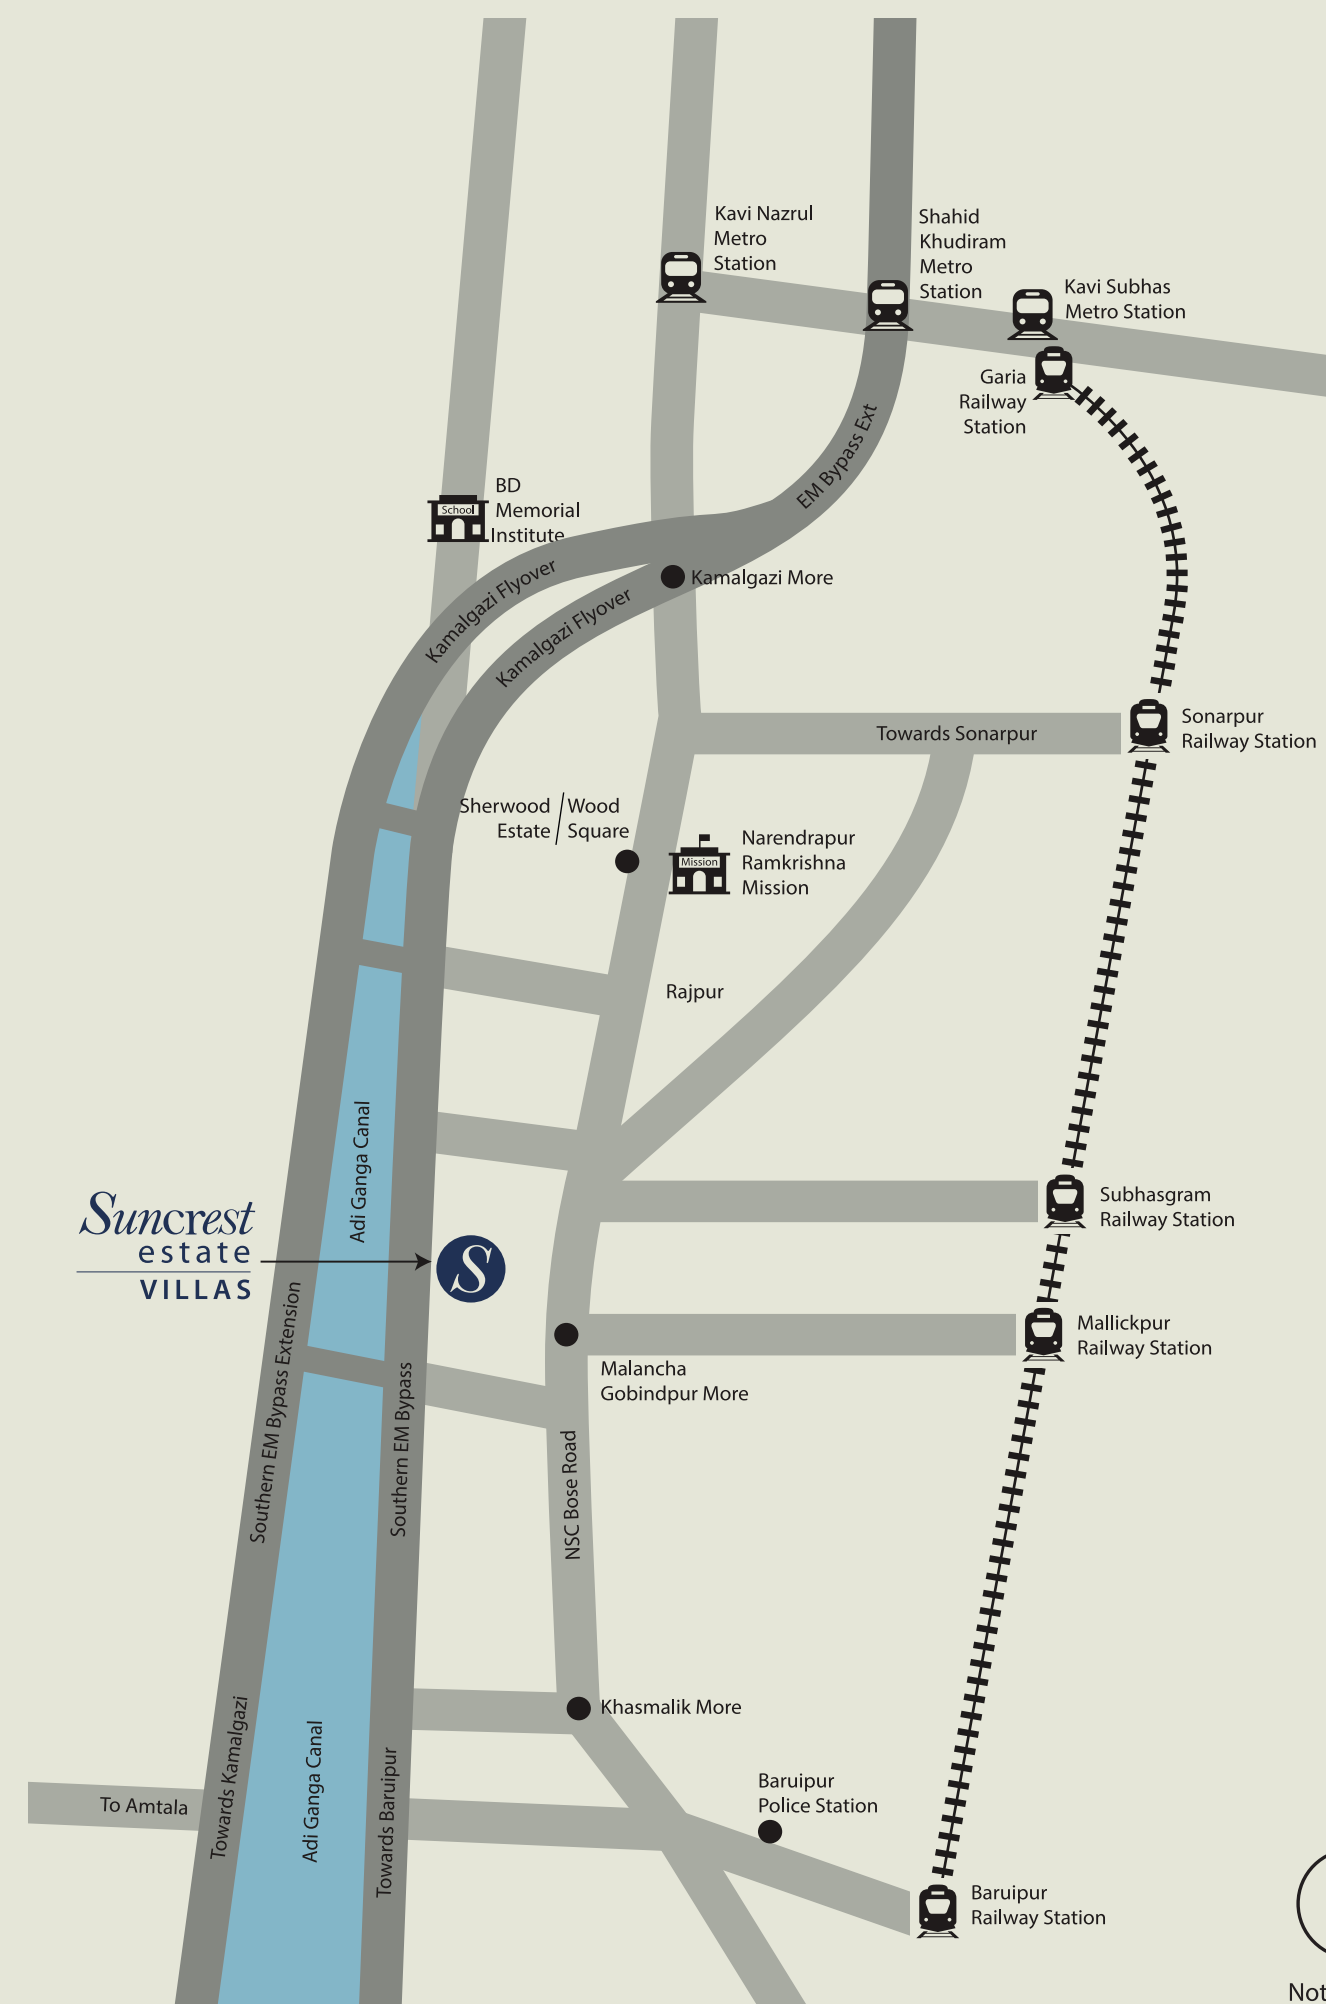 Kavi Nazrul
Metro
Station
Shahid
Khudiram
Metro
Station
Kavi Subhas
Metro Station
Garia
Railway
Station
EM Bypass Ext
BD
Memorial
Institute
School
Kamalgazi Flyover
Kamalgazi Flyover
Kamalgazi More
Towards Sonarpur
Sonarpur
Railway Station
Sherwood
Estate
Wood
Square
Mission
Narendrapur
Ramkrishna
Mission
Rajpur
Adi Ganga Canal
Suncrest
estate
VILLAS
S
Subhasgram
Railway Station
Mallickpur
Railway Station
Malancha
Gobindpur More
Southern EM Bypass Extension
Southern EM Bypass
NSC Bose Road
Khasmalik More
Towards Kamalgazi
Adi Ganga Canal
Towards Baruipur
To Amtala
Baruipur
Police Station
Baruipur
Railway Station
Not